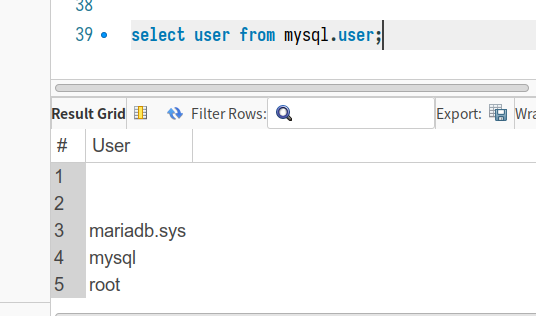 38
39 select user from mysql.user;
Result Grid Filter Rows: Export: Wra
# User
1
2
3 mariadb.sys
4 mysql
5 root